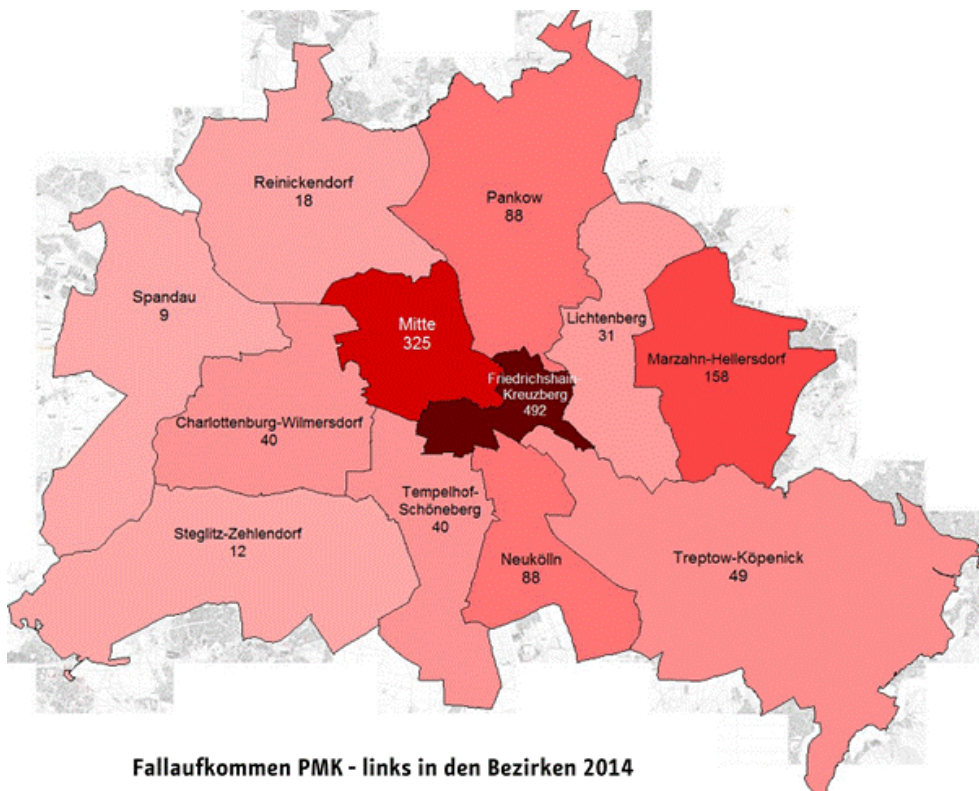 Reinickendorf
18
Pankow
88
Spandau
9
Mitte
325
Lichtenberg
31
Marzahn-Hellersdorf
158
Friedrichshain-
Kreuzberg
492
Charlottenburg-Wilmersdorf
40
Tempelhof-
Schöneberg
40
Steglitz-Zehlendorf
12
Neukölln
88
Treptow-Köpenick
49
Fallaufkommen PMK - links in den Bezirken 2014